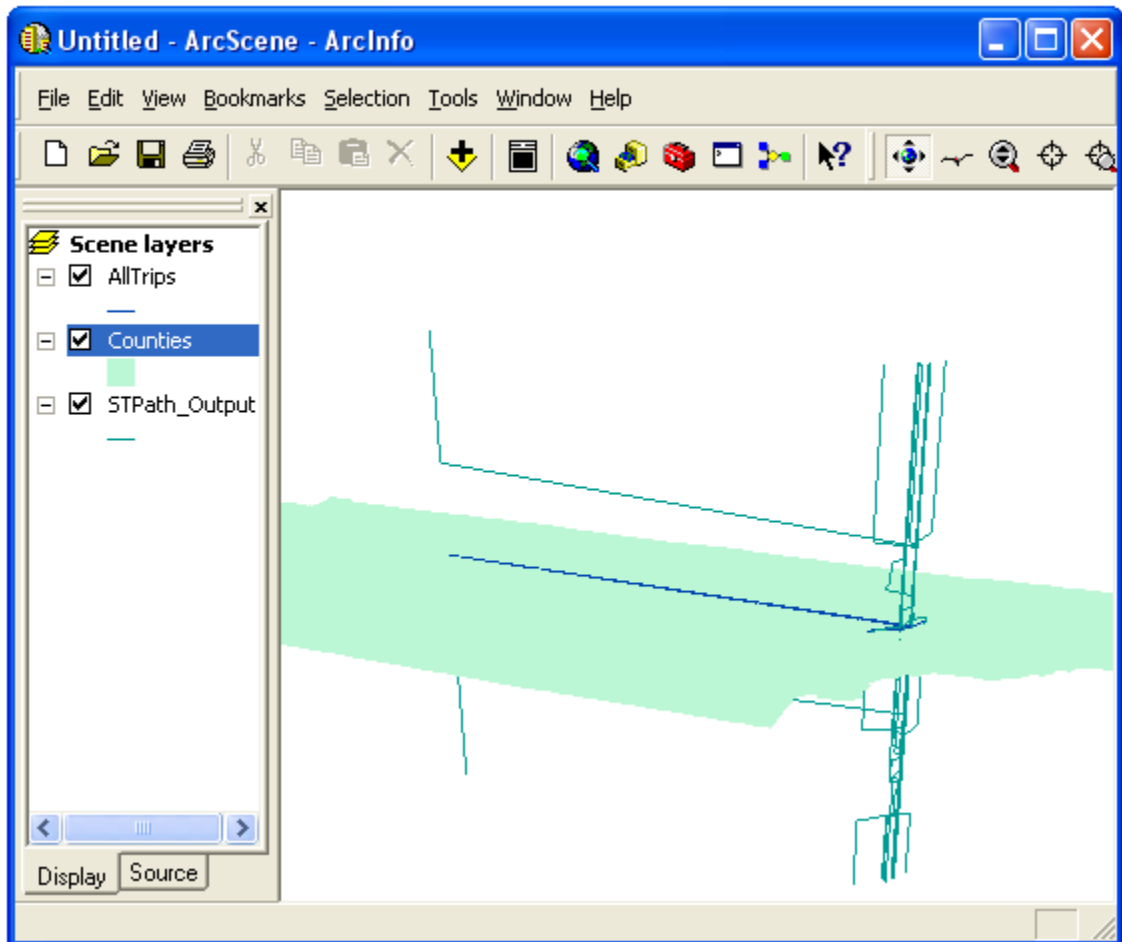 Untitled - ArcScene - ArcInfo
File Edit View Bookmarks Selection Tools Window Help
Scene layers
AllTrips
Counties
STPath_Output
Display Source